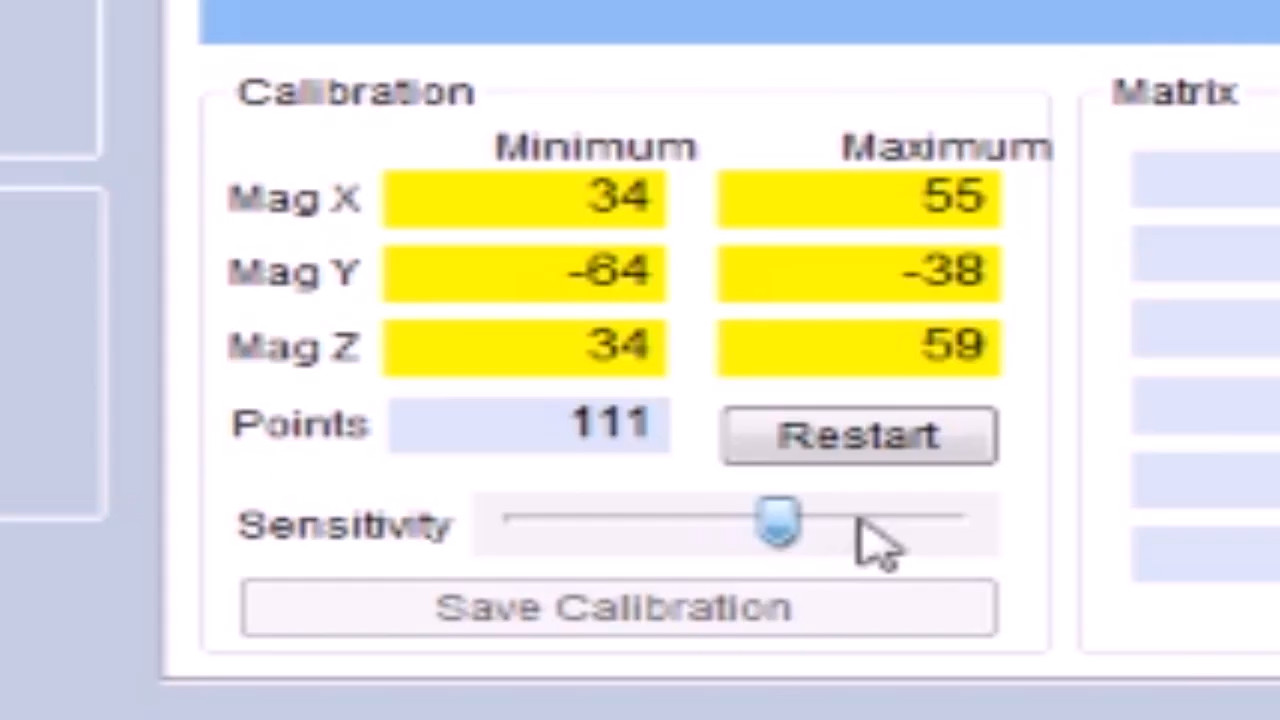 Calibration
Matrix
Minimum Maximum
Mag X 34 55
Mag Y -64 -38
Mag Z 34 59
Points 111 Restart
Sensitivity
Save Calibration